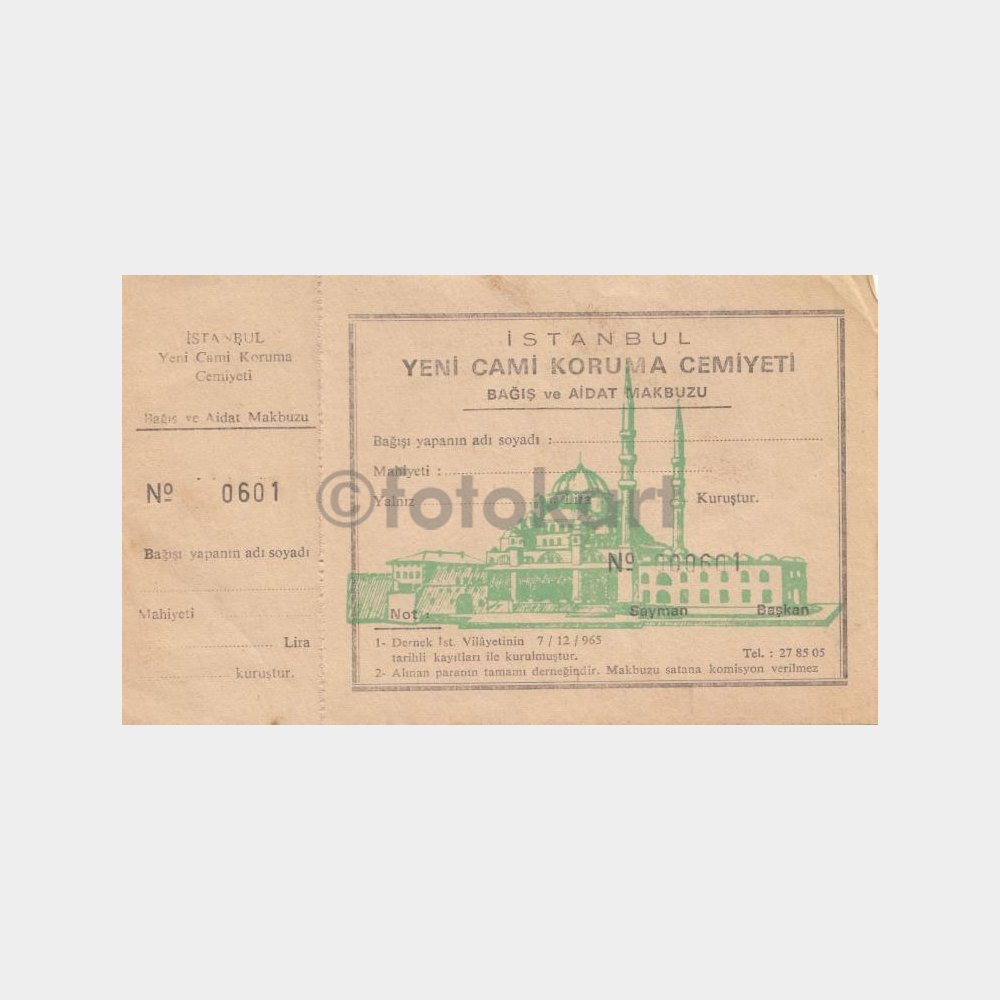 İSTANBUL
Yeni Cami Koruma
Cemiyeti
Bağış ve Aidat Makbuzu
Nº 0601
Bağışı yapanın adı soyadı
Mahiyeti
Lira
kuruştur.
İSTANBUL
YENİ CAMİ KORUMA CEMİYETİ
BAĞIŞ ve AİDAT MAKBUZU
Bağışı yapanın adı soyadı :
Mahiyeti :
Yalnız Kuruştur.
©fotokart
Nº 000601
Not : Sayman Başkan
1- Dernek İst. Vilâyetinin 7 / 12 / 965
tarihli kayıtları ile kurulmuştur. Tel. : 27 85 05
2- Alınan paranın tamamı derneğindir. Makbuzu satana komisyon verilmez